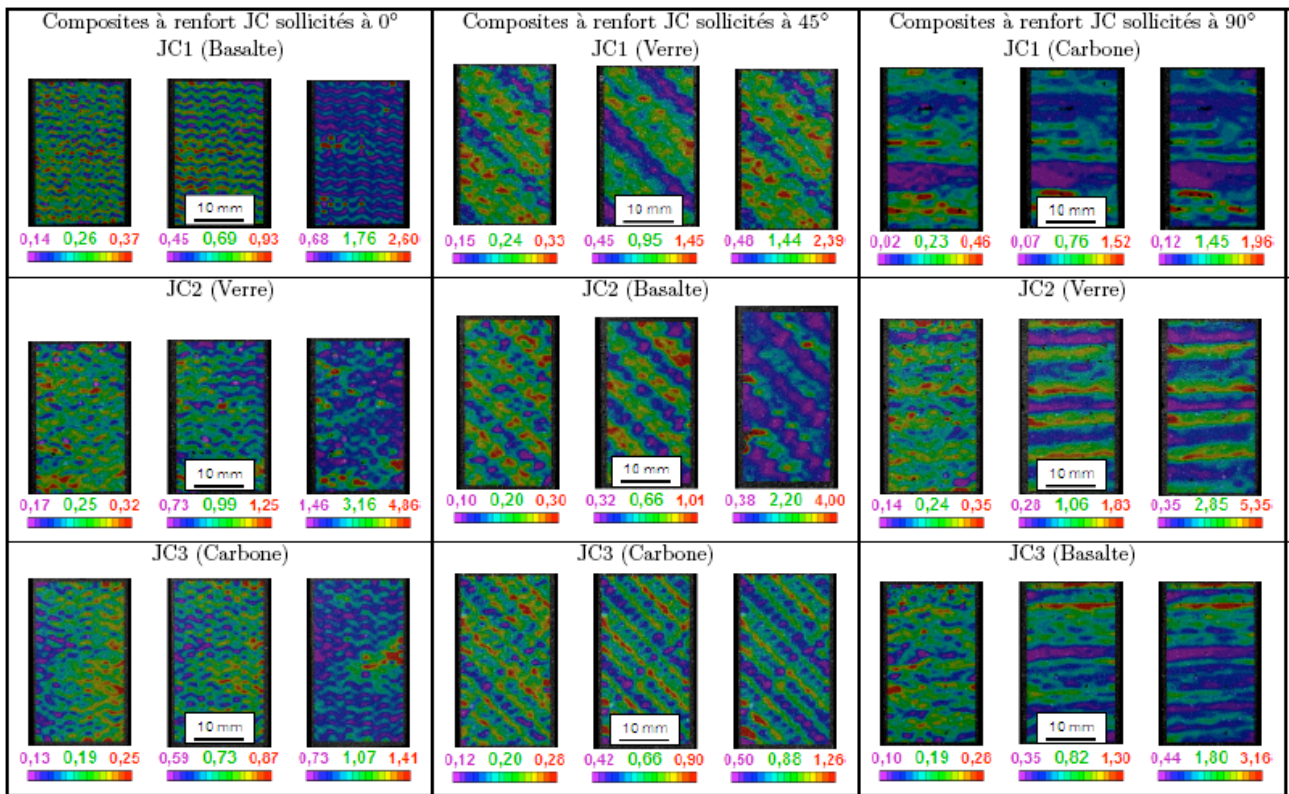 Composites à renfort JC sollicités à 0°
JC1 (Basalte)
10 mm
0,14 0,26 0,37
0,45 0,69 0,93
0,68 1,76 2,60
Composites à renfort JC sollicités à 45°
JC1 (Verre)
10 mm
0,15 0,24 0,33
0,45 0,95 1,45
0,48 1,44 2,39
Composites à renfort JC sollicités à 90°
JC1 (Carbone)
10 mm
0,02 0,23 0,46
0,07 0,76 1,52
0,12 1,45 1,96
JC2 (Verre)
10 mm
0,17 0,25 0,32
0,73 0,99 1,25
1,46 3,16 4,86
JC2 (Basalte)
10 mm
0,10 0,20 0,30
0,32 0,66 1,01
0,38 2,20 4,00
JC2 (Verre)
10 mm
0,14 0,24 0,35
0,28 1,06 1,83
0,35 2,85 5,35
JC3 (Carbone)
10 mm
0,13 0,19 0,25
0,59 0,73 0,87
0,73 1,07 1,41
JC3 (Carbone)
10 mm
0,12 0,20 0,28
0,42 0,66 0,90
0,50 0,88 1,26
JC3 (Basalte)
10 mm
0,10 0,19 0,28
0,35 0,82 1,30
0,44 1,80 3,16